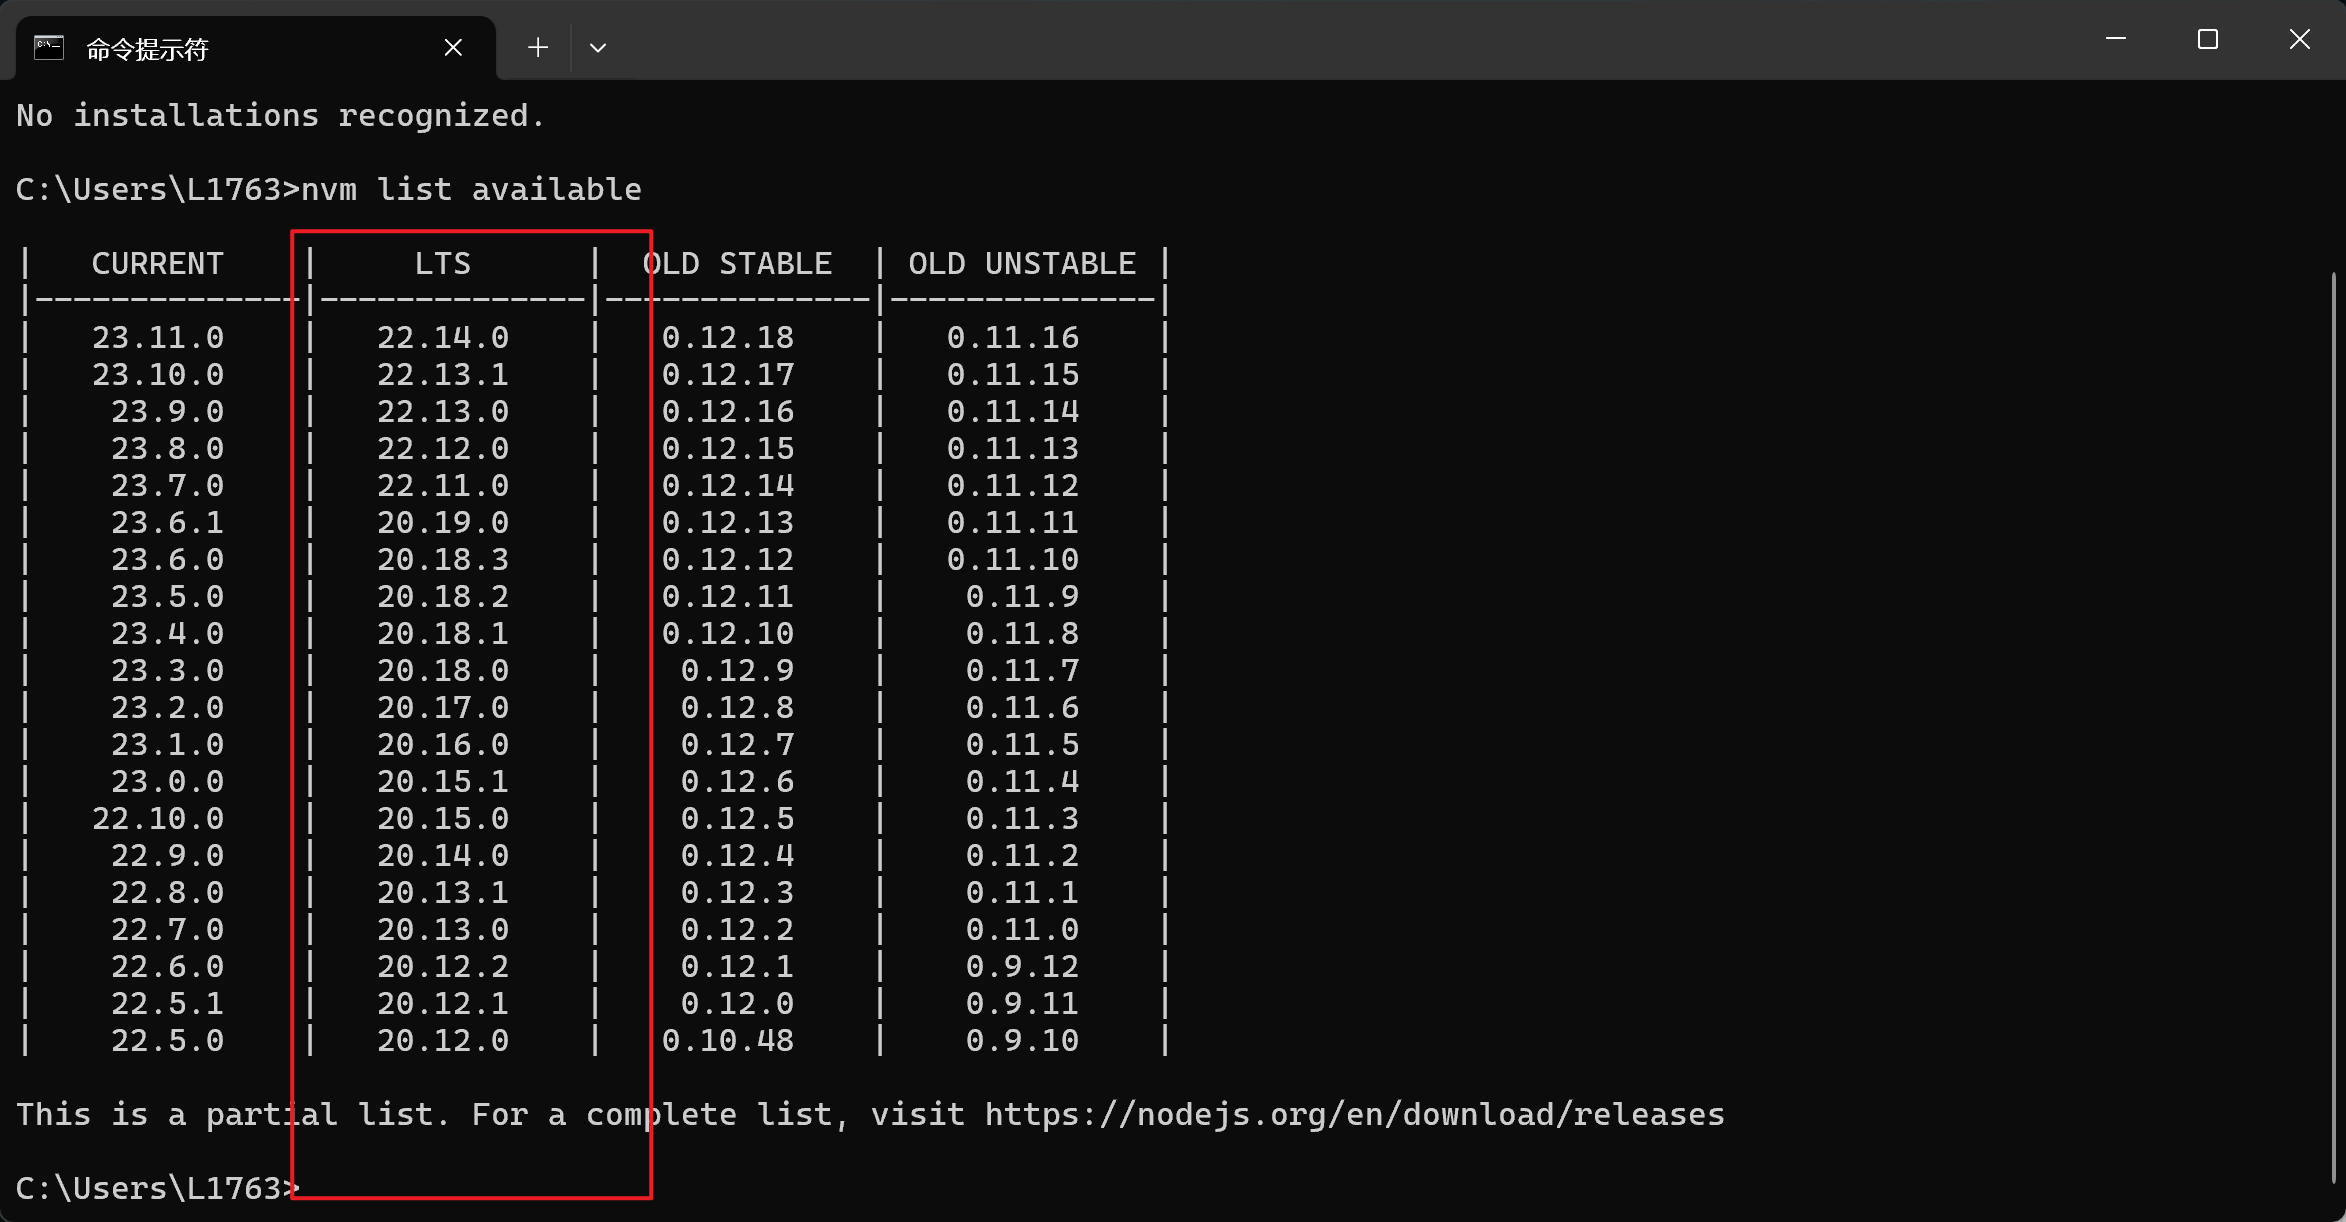 命令提示符
No installations recognized.
C:\Users\L1763>nvm list available
|   CURRENT    |     LTS      |  OLD STABLE  | OLD UNSTABLE |
|--------------|--------------|--------------|--------------|
|   23.11.0    |   22.14.0    |   0.12.18    |   0.11.16    |
|   23.10.0    |   22.13.1    |   0.12.17    |   0.11.15    |
|    23.9.0    |   22.13.0    |   0.12.16    |   0.11.14    |
|    23.8.0    |   22.12.0    |   0.12.15    |   0.11.13    |
|    23.7.0    |   22.11.0    |   0.12.14    |   0.11.12    |
|    23.6.1    |   20.19.0    |   0.12.13    |   0.11.11    |
|    23.6.0    |   20.18.3    |   0.12.12    |   0.11.10    |
|    23.5.0    |   20.18.2    |   0.12.11    |    0.11.9    |
|    23.4.0    |   20.18.1    |   0.12.10    |    0.11.8    |
|    23.3.0    |   20.18.0    |    0.12.9    |    0.11.7    |
|    23.2.0    |   20.17.0    |    0.12.8    |    0.11.6    |
|    23.1.0    |   20.16.0    |    0.12.7    |    0.11.5    |
|    23.0.0    |   20.15.1    |    0.12.6    |    0.11.4    |
|   22.10.0    |   20.15.0    |    0.12.5    |    0.11.3    |
|    22.9.0    |   20.14.0    |    0.12.4    |    0.11.2    |
|    22.8.0    |   20.13.1    |    0.12.3    |    0.11.1    |
|    22.7.0    |   20.13.0    |    0.12.2    |    0.11.0    |
|    22.6.0    |   20.12.2    |    0.12.1    |    0.9.12    |
|    22.5.1    |   20.12.1    |    0.12.0    |    0.9.11    |
|    22.5.0    |   20.12.0    |   0.10.48    |    0.9.10    |
This is a partial list. For a complete list, visit https://nodejs.org/en/download/releases
C:\Users\L1763>